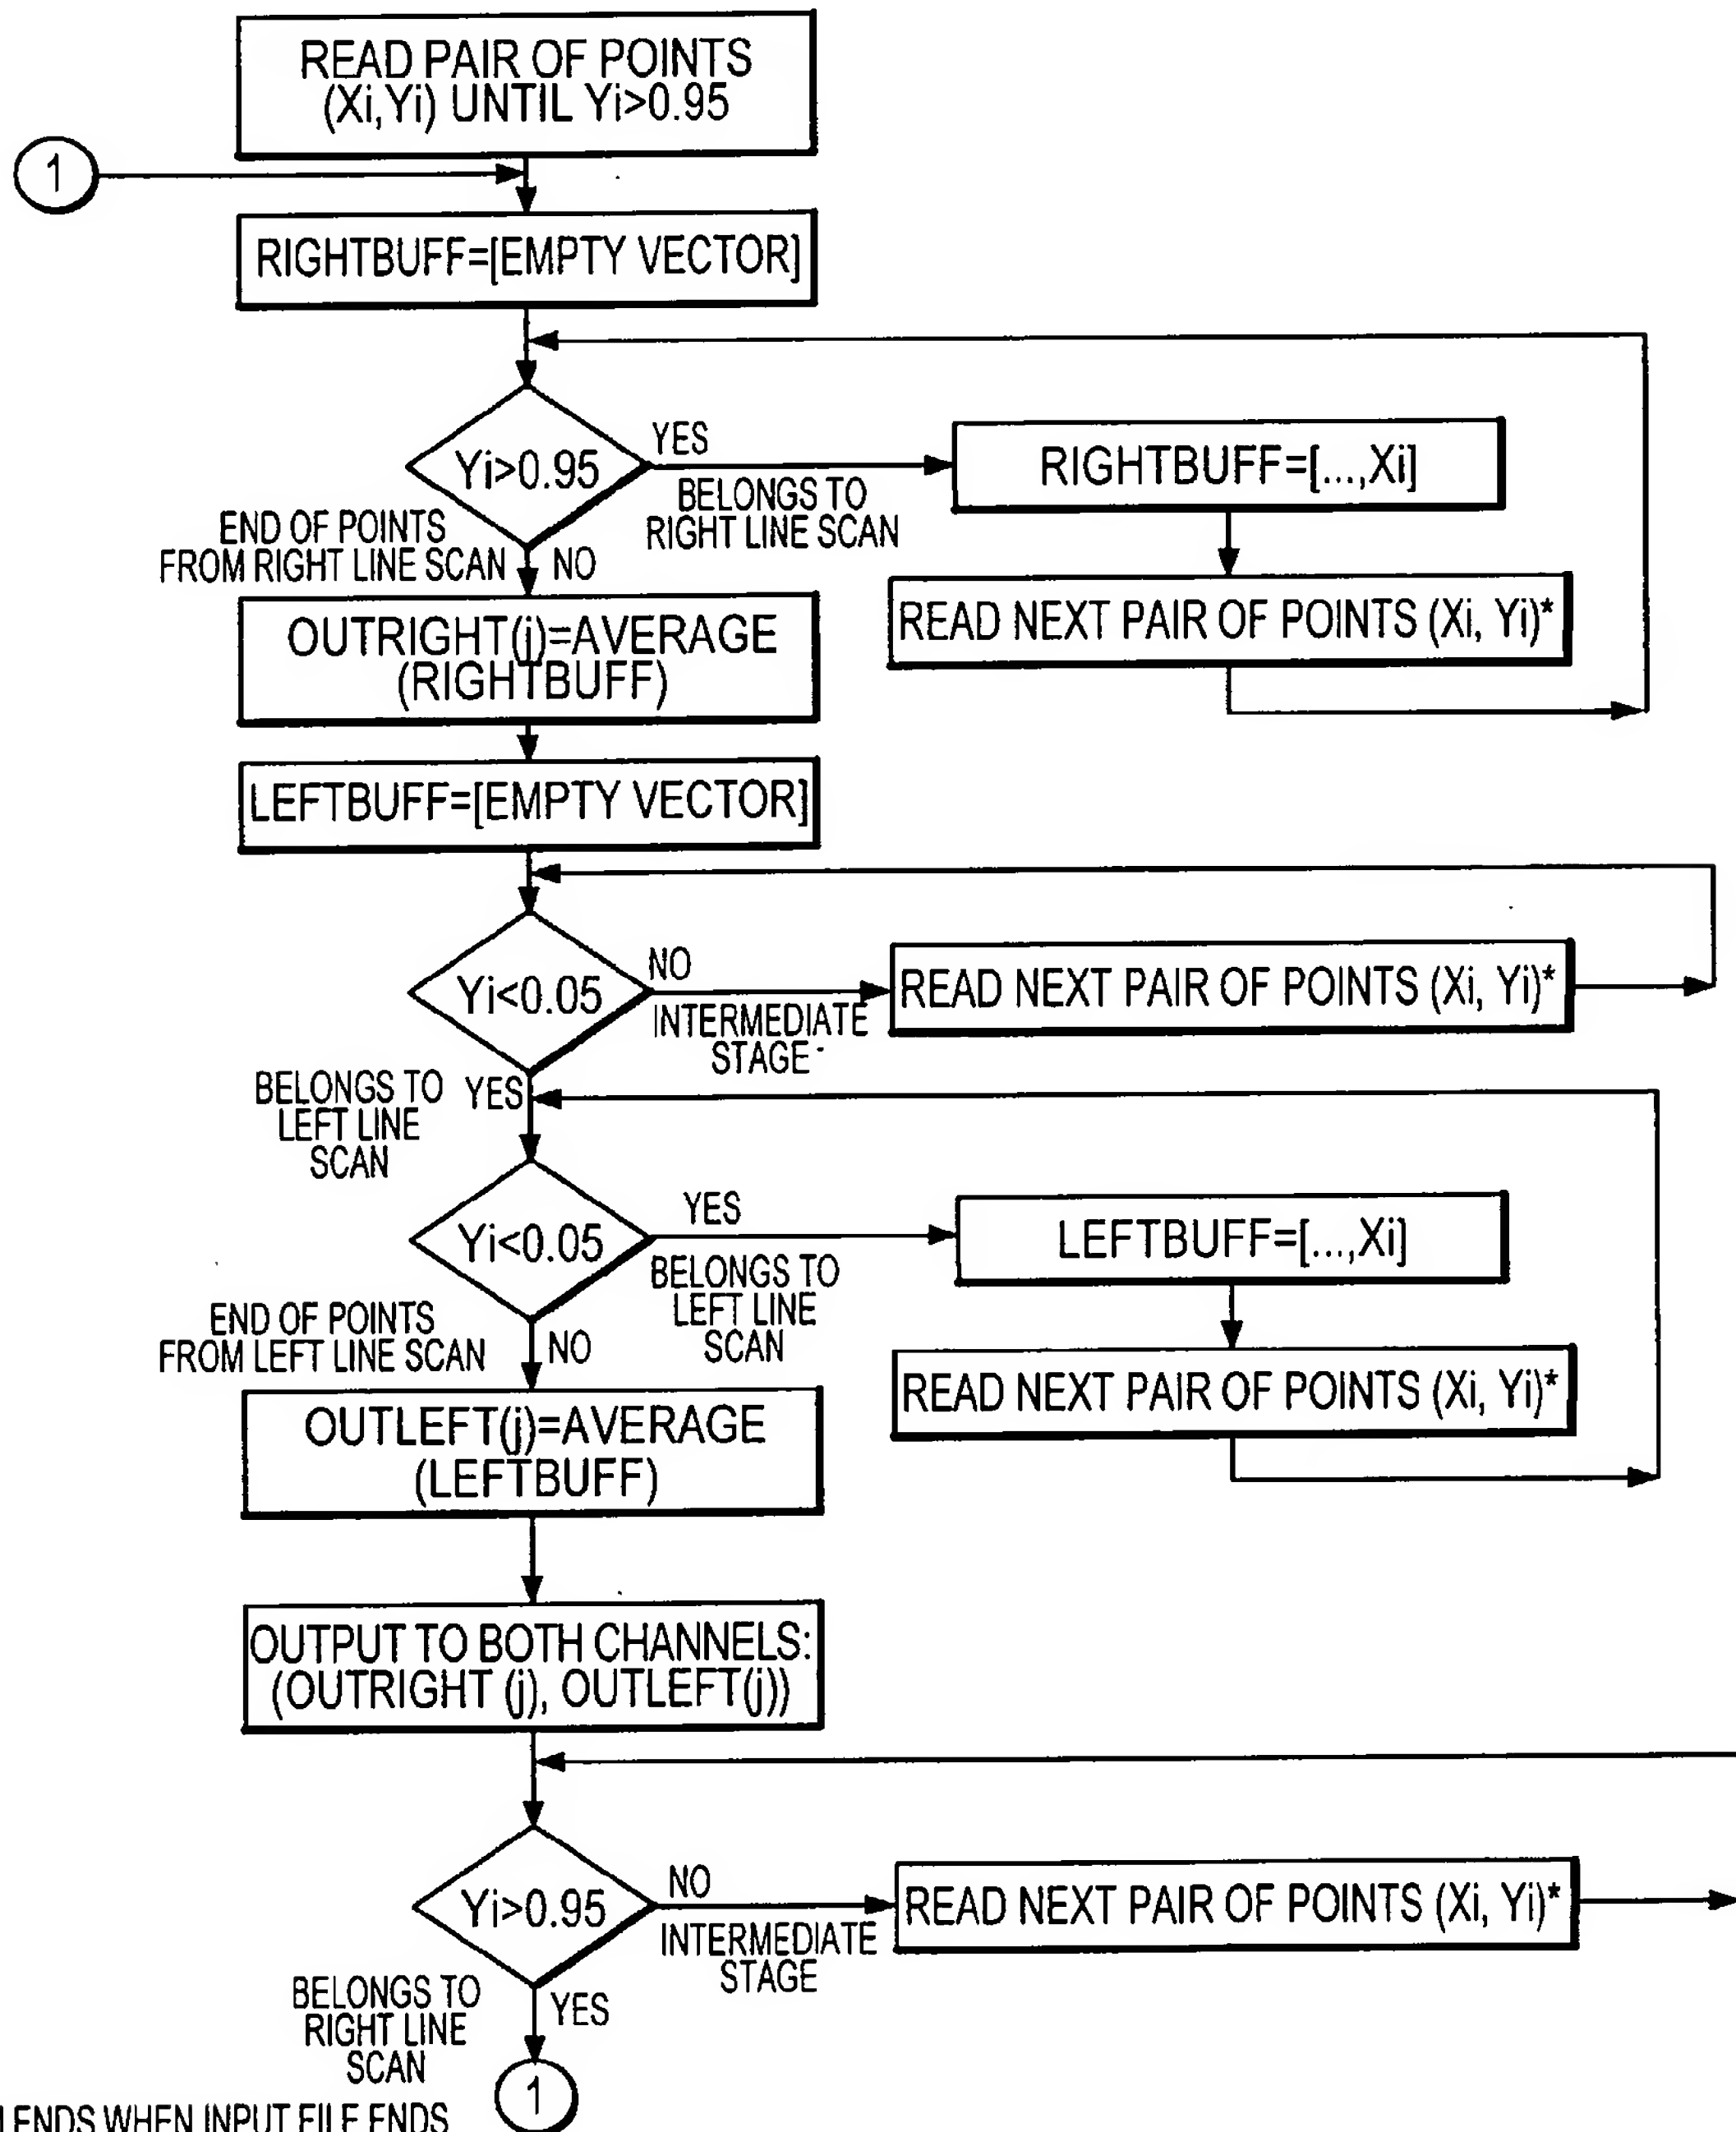 READ PAIR OF POINTS
(Xi,Yi) UNTIL Yi>0.95
1
RIGHTBUFF=[EMPTY VECTOR]
Yi>0.95
YES
BELONGS TO
RIGHT LINE SCAN
RIGHTBUFF=[...,Xi]
READ NEXT PAIR OF POINTS (Xi, Yi)*
END OF POINTS
FROM RIGHT LINE SCAN
NO
OUTRIGHT(j)=AVERAGE
(RIGHTBUFF)
LEFTBUFF=[EMPTY VECTOR]
Yi<0.05
NO
INTERMEDIATE
STAGE
READ NEXT PAIR OF POINTS (Xi, Yi)*
BELONGS TO
LEFT LINE
SCAN
YES
Yi<0.05
YES
BELONGS TO
LEFT LINE
SCAN
LEFTBUFF=[...,Xi]
READ NEXT PAIR OF POINTS (Xi, Yi)*
END OF POINTS
FROM LEFT LINE SCAN
NO
OUTLEFT(j)=AVERAGE
(LEFTBUFF)
OUTPUT TO BOTH CHANNELS:
(OUTRIGHT (j), OUTLEFT(j))
Yi>0.95
NO
INTERMEDIATE
STAGE
READ NEXT PAIR OF POINTS (Xi, Yi)*
BELONGS TO
RIGHT LINE
SCAN
YES
1
ENDS WHEN INPUT FILE ENDS